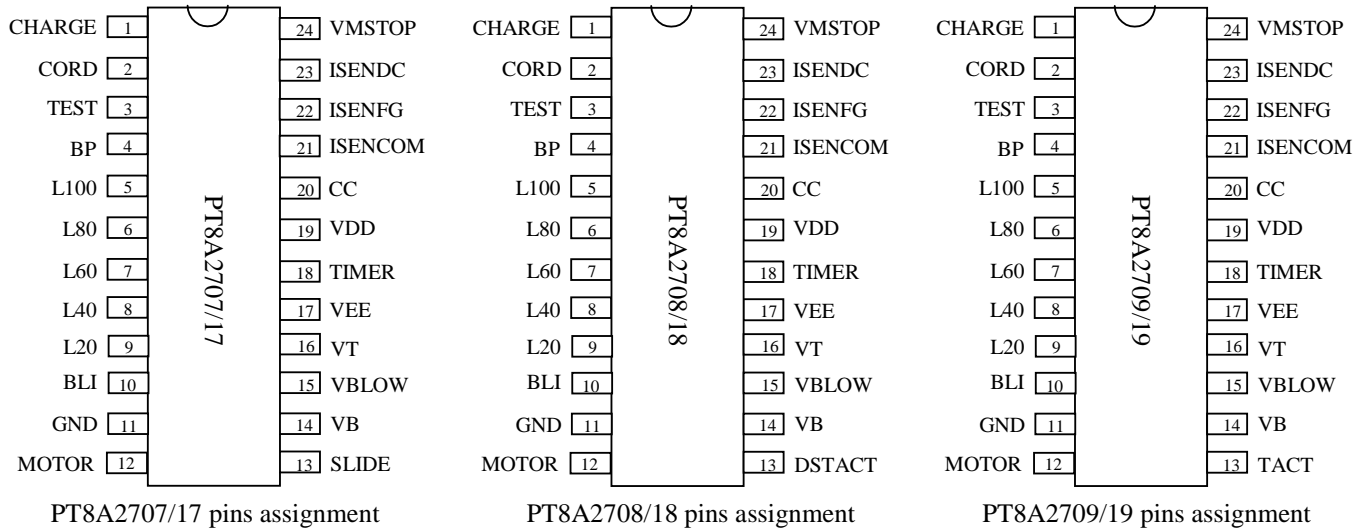 CHARGE 1 24 VMSTOP
CORD 2 23 ISENDC
TEST 3 22 ISENFG
BP 4 21 ISENCOM
L100 5 20 CC
L80 6 19 VDD
L60 7 18 TIMER
L40 8 17 VEE
L20 9 16 VT
BLI 10 15 VBLOW
GND 11 14 VB
MOTOR 12 13 SLIDE
PT8A2707/17
PT8A2707/17 pins assignment
CHARGE 1 24 VMSTOP
CORD 2 23 ISENDC
TEST 3 22 ISENFG
BP 4 21 ISENCOM
L100 5 20 CC
L80 6 19 VDD
L60 7 18 TIMER
L40 8 17 VEE
L20 9 16 VT
BLI 10 15 VBLOW
GND 11 14 VB
MOTOR 12 13 DSTACT
PT8A2708/18
PT8A2708/18 pins assignment
CHARGE 1 24 VMSTOP
CORD 2 23 ISENDC
TEST 3 22 ISENFG
BP 4 21 ISENCOM
L100 5 20 CC
L80 6 19 VDD
L60 7 18 TIMER
L40 8 17 VEE
L20 9 16 VT
BLI 10 15 VBLOW
GND 11 14 VB
MOTOR 12 13 TACT
PT8A2709/19
PT8A2709/19 pins assignment